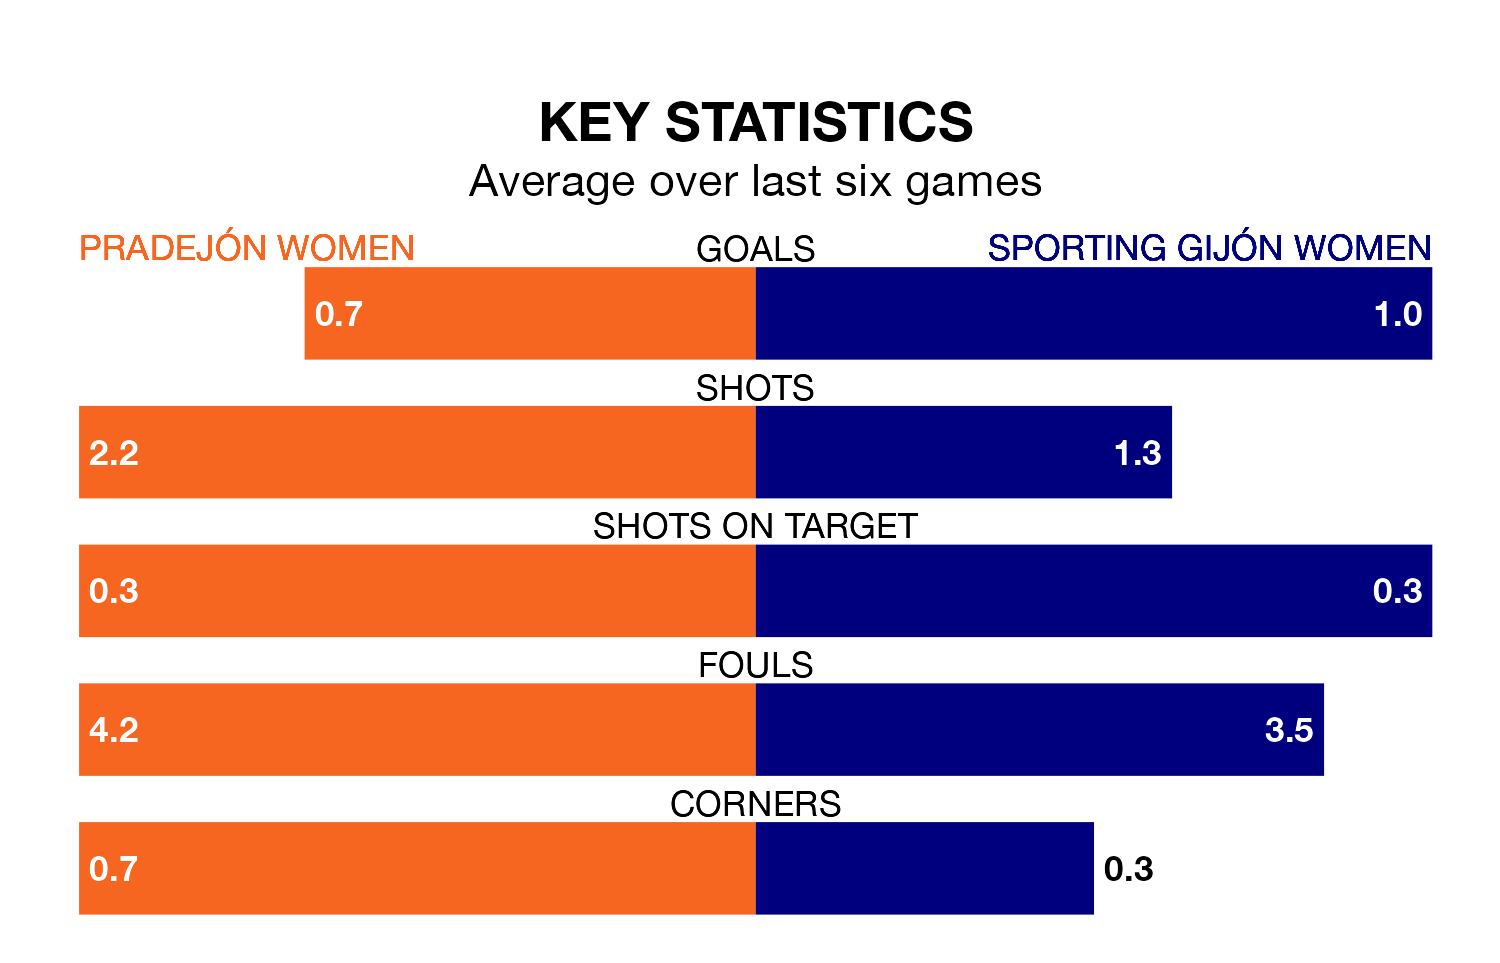 KEY STATISTICS
Average over last six games
PRADEJÓN WOMEN GOALS SPORTING GIJÓN WOMEN
0.7 1.0
SHOTS
2.2 1.3
SHOTS ON TARGET
0.3 0.3
FOULS
4.2 3.5
CORNERS
0.7 0.3